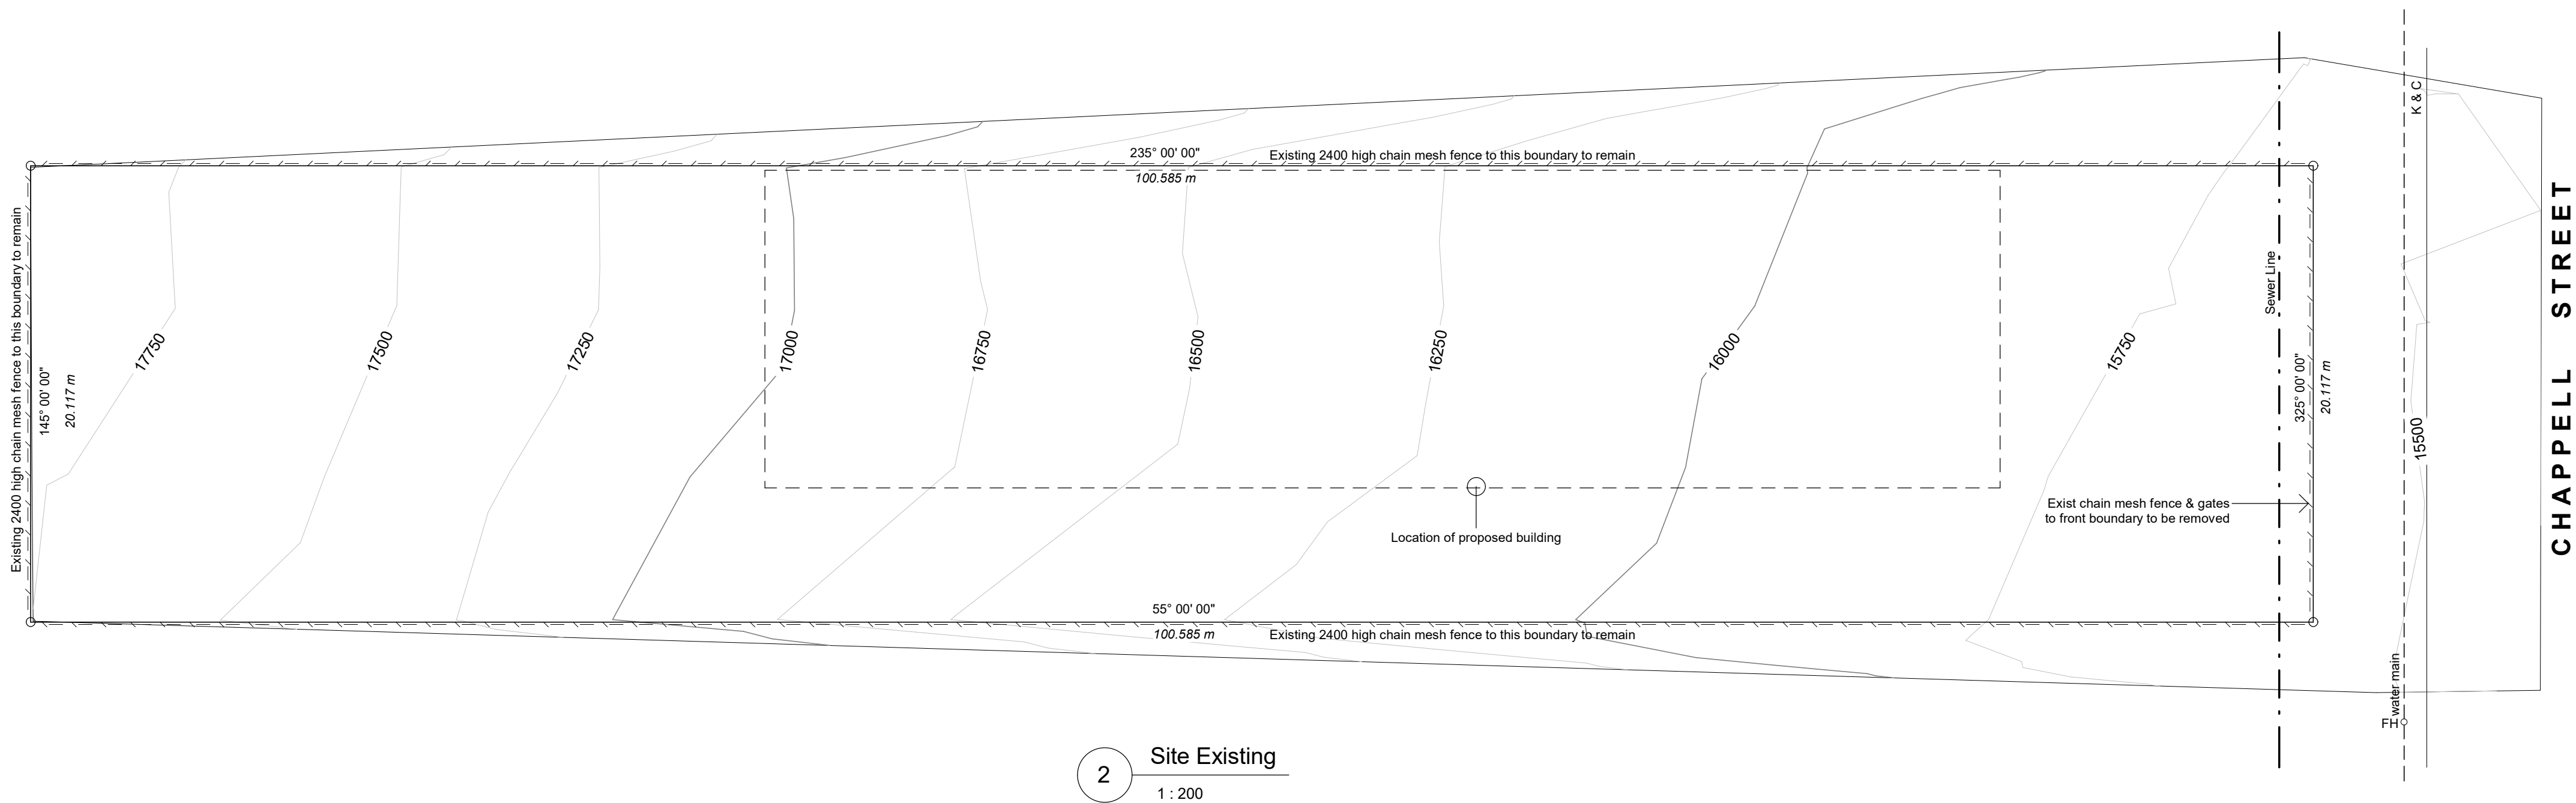 K & C
235° 00' 00"
Existing 2400 high chain mesh fence to this boundary to remain
100.585 m
Existing 2400 high chain mesh fence to this boundary to remain
145° 00' 00"
20.117 m
17750
17500
17250
17000
16750
16500
16250
16000
15750
Sewer Line
325° 00' 00"
20.117 m
15500
CHAPPELL STREET
Exist chain mesh fence & gates
to front boundary to be removed
Location of proposed building
55° 00' 00"
100.585 m
Existing 2400 high chain mesh fence to this boundary to remain
water main
FH
2
Site Existing
1 : 200